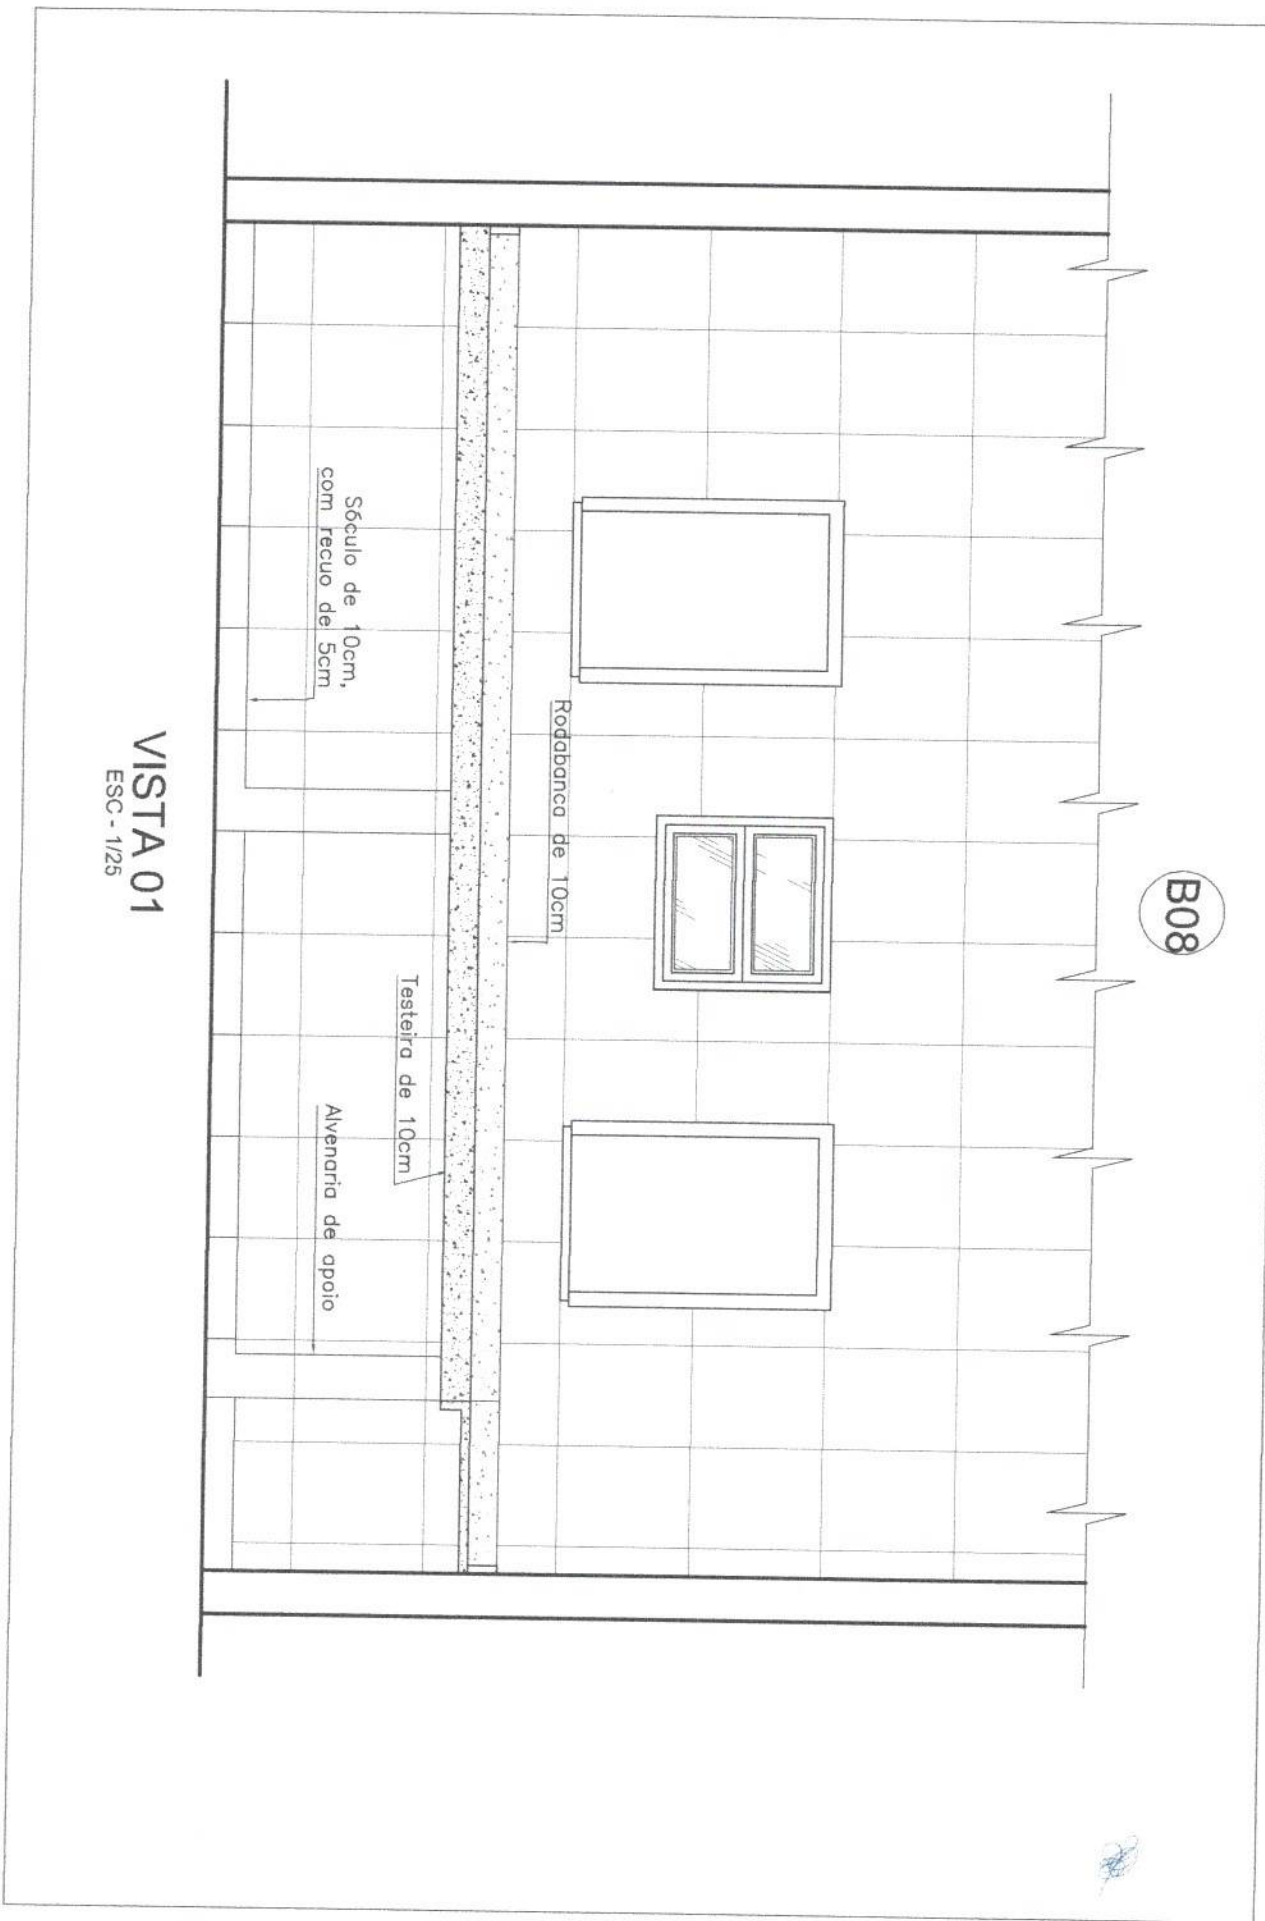 B08
Rodabanca de 10cm
Testeira de 10cm
Sóculo de 10cm,
com recuo de 5cm
Alvenaria de apoio
VISTA 01
ESC - 1/25